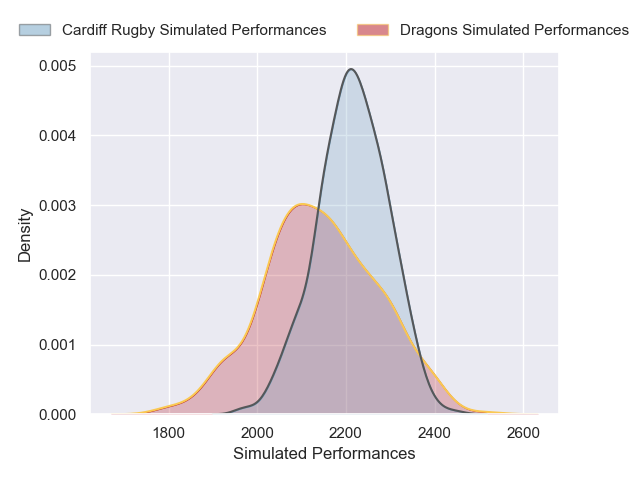 Cardiff Rugby Simulated Performances Dragons Simulated Performances
0.005
0.004
0.003
0.002
0.001
0.000
Density
1800 2000 2200 2400 2600
Simulated Performances